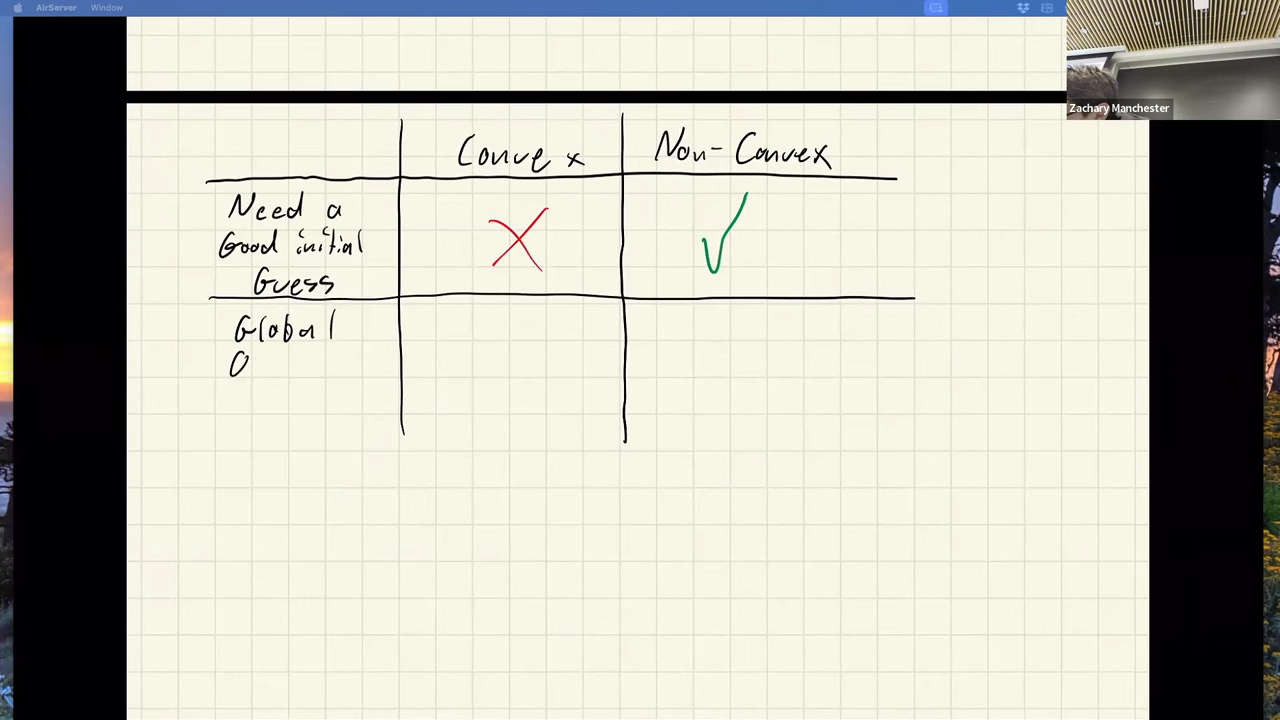 AirServer Window
Zachary Manchester
Convex Non-Convex
Need a
Good initial
Guess
Global
O